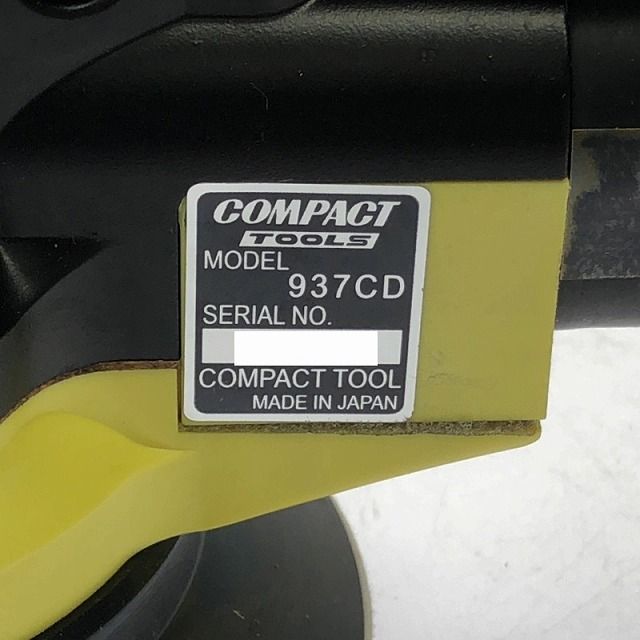 COMPACT
TOOLS
MODEL
937CD
SERIAL NO.
COMPACT TOOL
MADE IN JAPAN